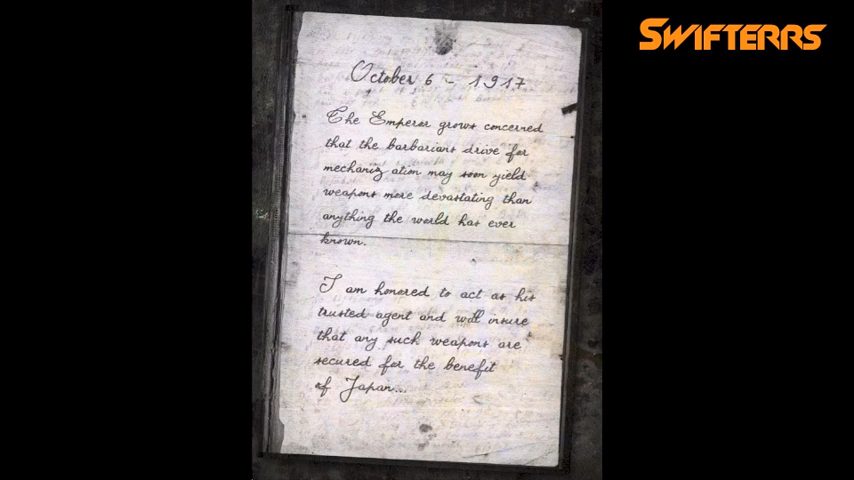 SWIFTERRS
October 6 - 1917
The Emperor grows concerned
that the barbarians drive for
mechaniz ation may soon yield
weapons more devastating than
anything the world has ever
known.
I am honored to act as his
trusted agent and will insure
that any such weapons are
secured for the benefit
of Japan...